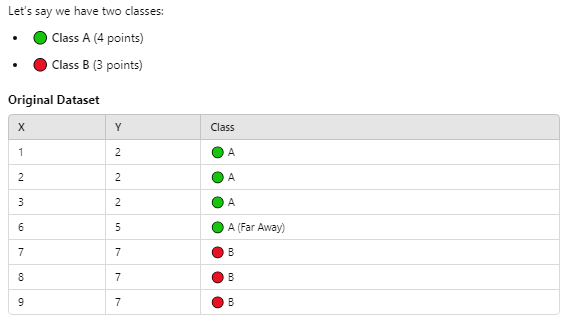 Let's say we have two classes:
Class A (4 points)
Class B (3 points)
Original Dataset
X Y Class
1 2 A
2 2 A
3 2 A
6 5 A (Far Away)
7 7 B
8 7 B
9 7 B